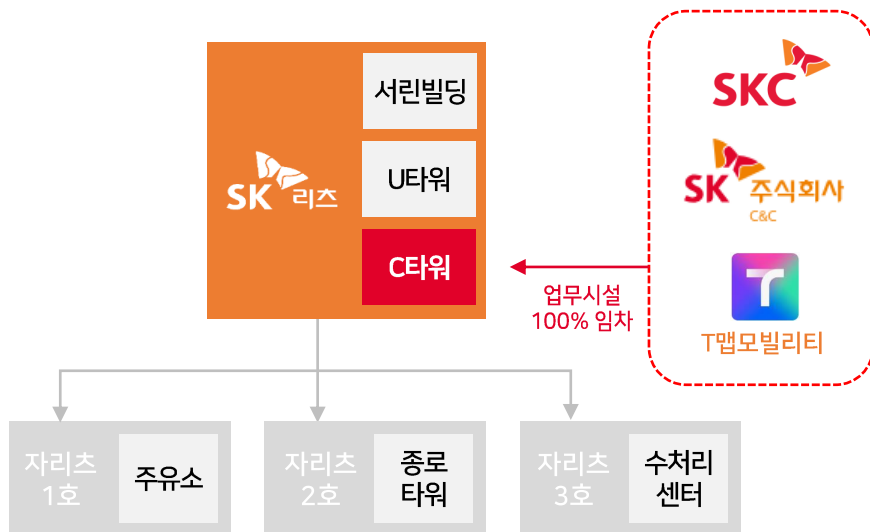 서린빌딩
U타워
C타워
SK 리츠
SKC
SK 주식회사
C&C
T
T맵모빌리티
업무시설
100% 임차
자리츠
1호
주유소
자리츠
2호
종로
타워
자리츠
3호
수처리
센터